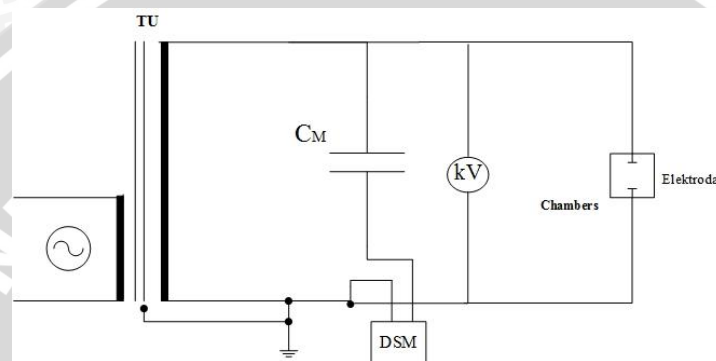 TU
CM
kV
Elektroda
Chambers
DSM